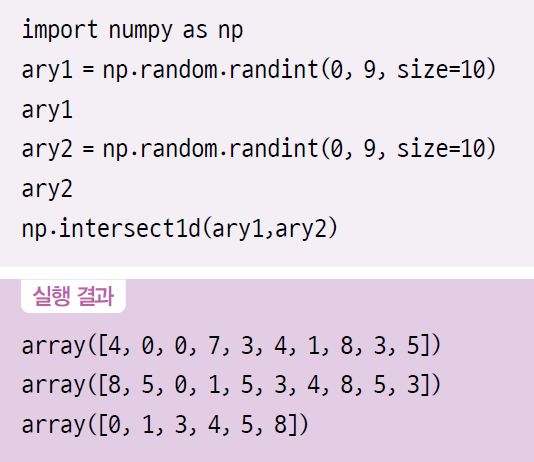 import numpy as np
ary1 = np.random.randint(0, 9, size=10)
ary1
ary2 = np.random.randint(0, 9, size=10)
ary2
np.intersect1d(ary1,ary2)
실행 결과
array([4, 0, 0, 7, 3, 4, 1, 8, 3, 5])
array([8, 5, 0, 1, 5, 3, 4, 8, 5, 3])
array([0, 1, 3, 4, 5, 8])